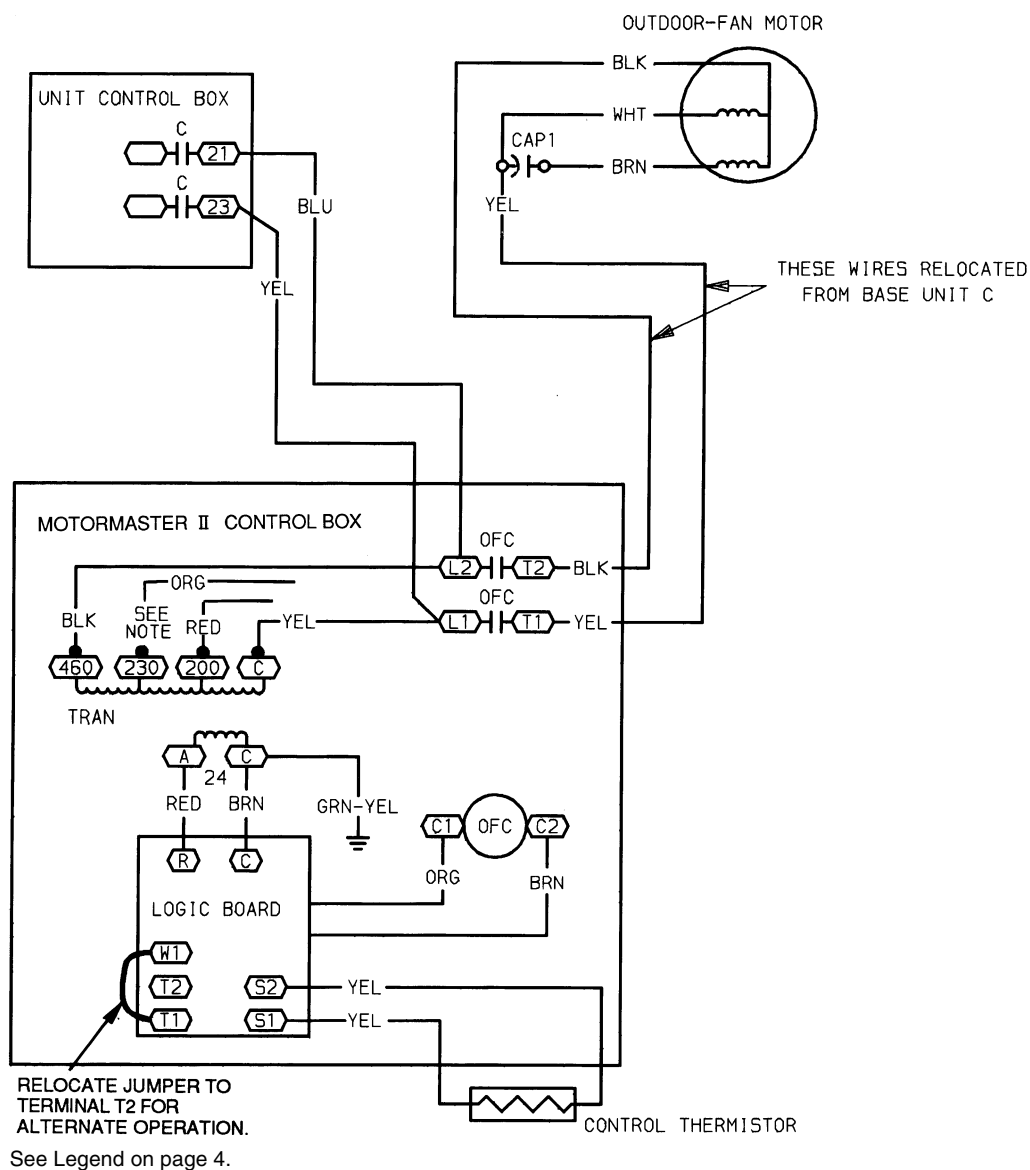 OUTDOOR-FAN MOTOR
BLK
UNIT CONTROL BOX
WHT
C
CAP1
21
BRN
C
23
BLU
YEL
THESE WIRES RELOCATED
FROM BASE UNIT C
YEL
MOTORMASTER II CONTROL BOX
OFC
L2
T2
BLK
ORG
OFC
BLK
SEE
NOTE
RED
YEL
L1
T1
YEL
460
230
200
C
TRAN
A
C
24
RED
BRN
GRN-YEL
C1
OFC
C2
R
C
ORG
BRN
LOGIC BOARD
W1
T2
S2
YEL
T1
S1
YEL
RELOCATE JUMPER TO
TERMINAL T2 FOR
ALTERNATE OPERATION.
CONTROL THERMISTOR
See Legend on page 4.